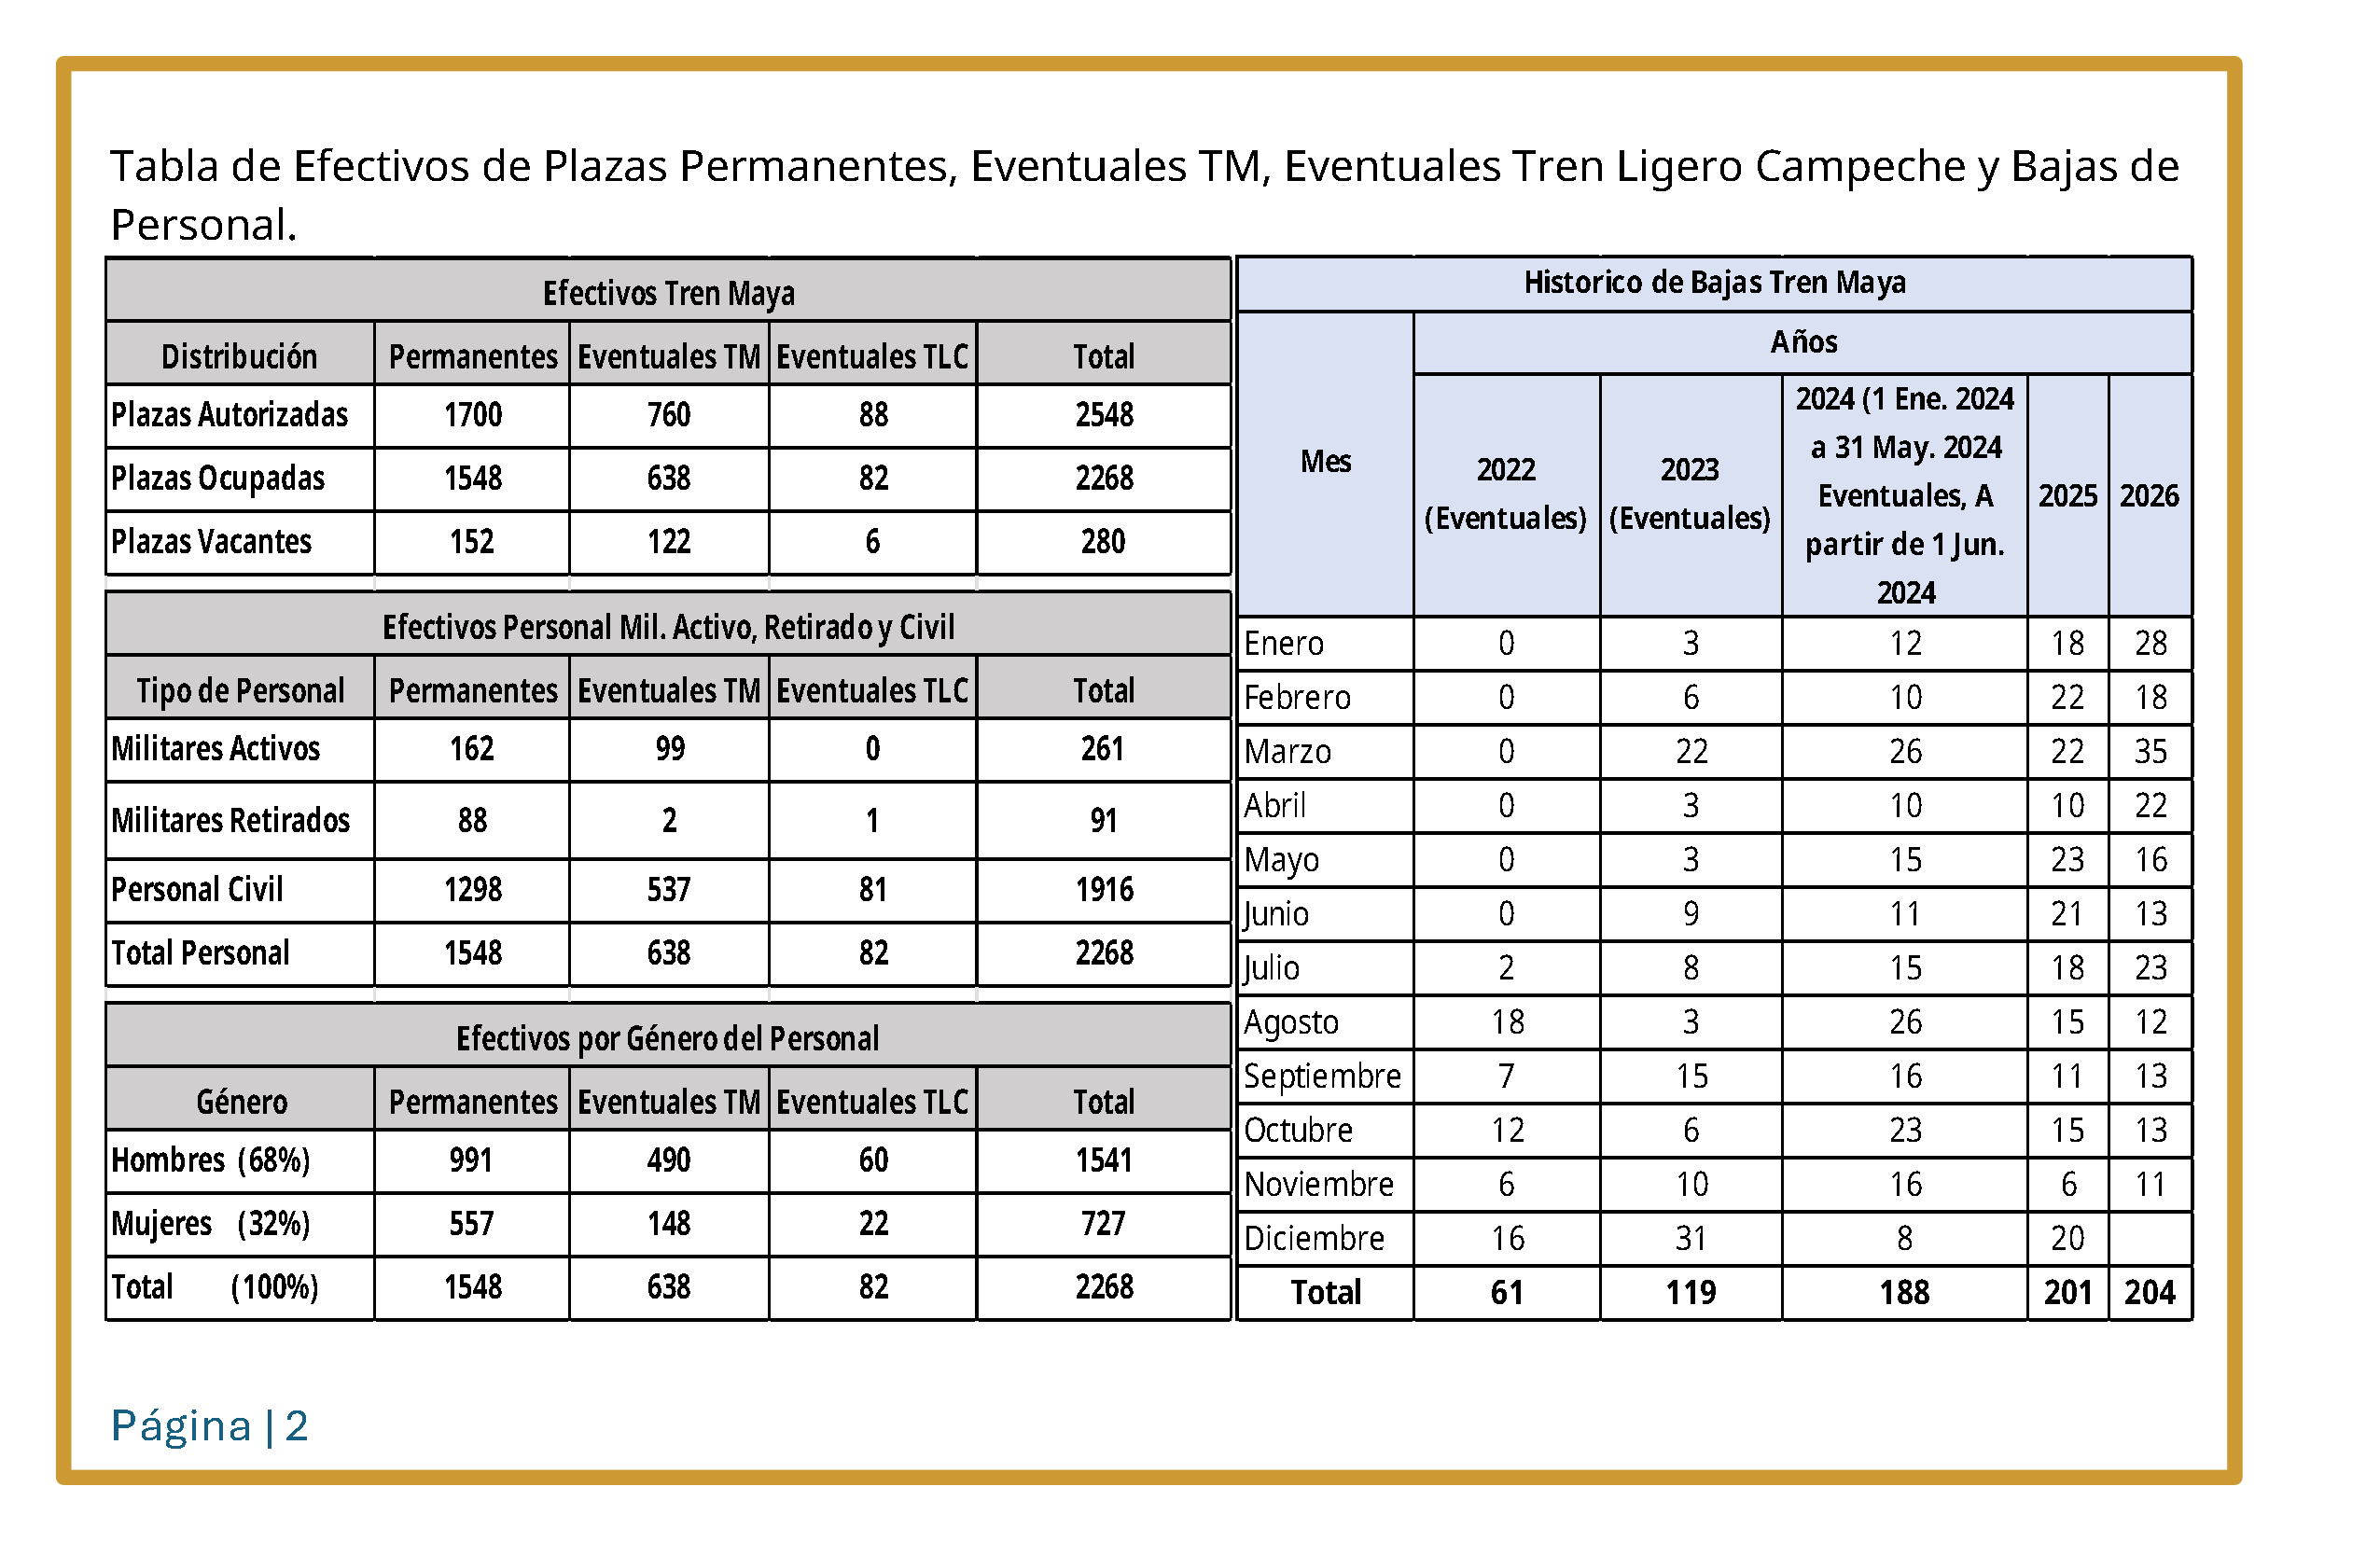 Tabla de Efectivos de Plazas Permanentes, Eventuales TM, Eventuales Tren Ligero Campeche y Bajas de
Personal.
Efectivos Tren Maya
Distribución Permanentes Eventuales TM Eventuales TLC Total
Plazas Autorizadas 1700 760 88 2548
Plazas Ocupadas 1548 638 82 2268
Plazas Vacantes 152 122 6 280
Efectivos Personal Mil. Activo, Retirado y Civil
Tipo de Personal Permanentes Eventuales TM Eventuales TLC Total
Militares Activos 162 99 0 261
Militares Retirados 88 2 1 91
Personal Civil 1298 537 81 1916
Total Personal 1548 638 82 2268
Efectivos por Género del Personal
Género Permanentes Eventuales TM Eventuales TLC Total
Hombres (68%) 991 490 60 1541
Mujeres (32%) 557 148 22 727
Total (100%) 1548 638 82 2268
Historico de Bajas Tren Maya
Años
Mes
2022
(Eventuales)
2023
(Eventuales)
2024 (1 Ene. 2024
a 31 May. 2024
Eventuales, A
partir de 1 Jun.
2024
2025 2026
Enero 0 3 12 18 28
Febrero 0 6 10 22 18
Marzo 0 22 26 22 35
Abril 0 3 10 10 22
Mayo 0 3 15 23 16
Junio 0 9 11 21 13
Julio 2 8 15 18 23
Agosto 18 3 26 15 12
Septiembre 7 15 16 11 13
Octubre 12 6 23 15 13
Noviembre 6 10 16 6 11
Diciembre 16 31 8 20
Total 61 119 188 201 204
Página | 2